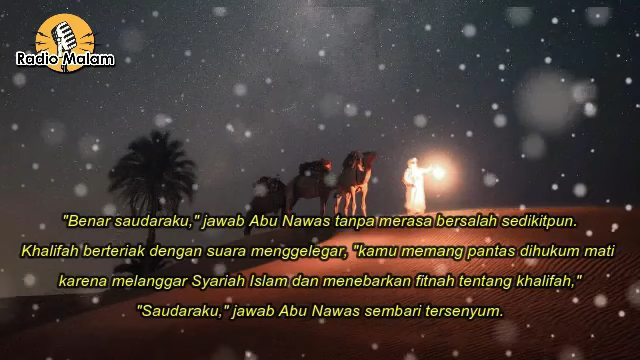 Radio Malam
"Benar saudaraku," jawab Abu Nawas tanpa merasa bersalah sedikitpun.
Khalifah berteriak dengan suara menggelegar, "kamu memang pantas dihukum mati
karena melanggar Syariah Islam dan menebarkan fitnah tentang khalifah,"
"Saudaraku," jawab Abu Nawas sembari tersenyum.